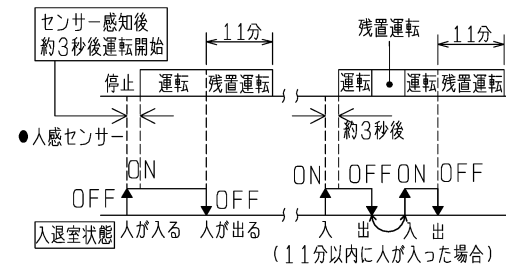 センサー感知後
約3秒後運転開始
11分
残置運転
11分
停止
運転
残置運転
運転
運転
残置運転
●人感センサー
約3秒後
ON
ON
OFF
ON
OFF
OFF
OFF
入退室状態
人が入る
人が出る
入
出
入
出
(11分以内に人が入った場合)